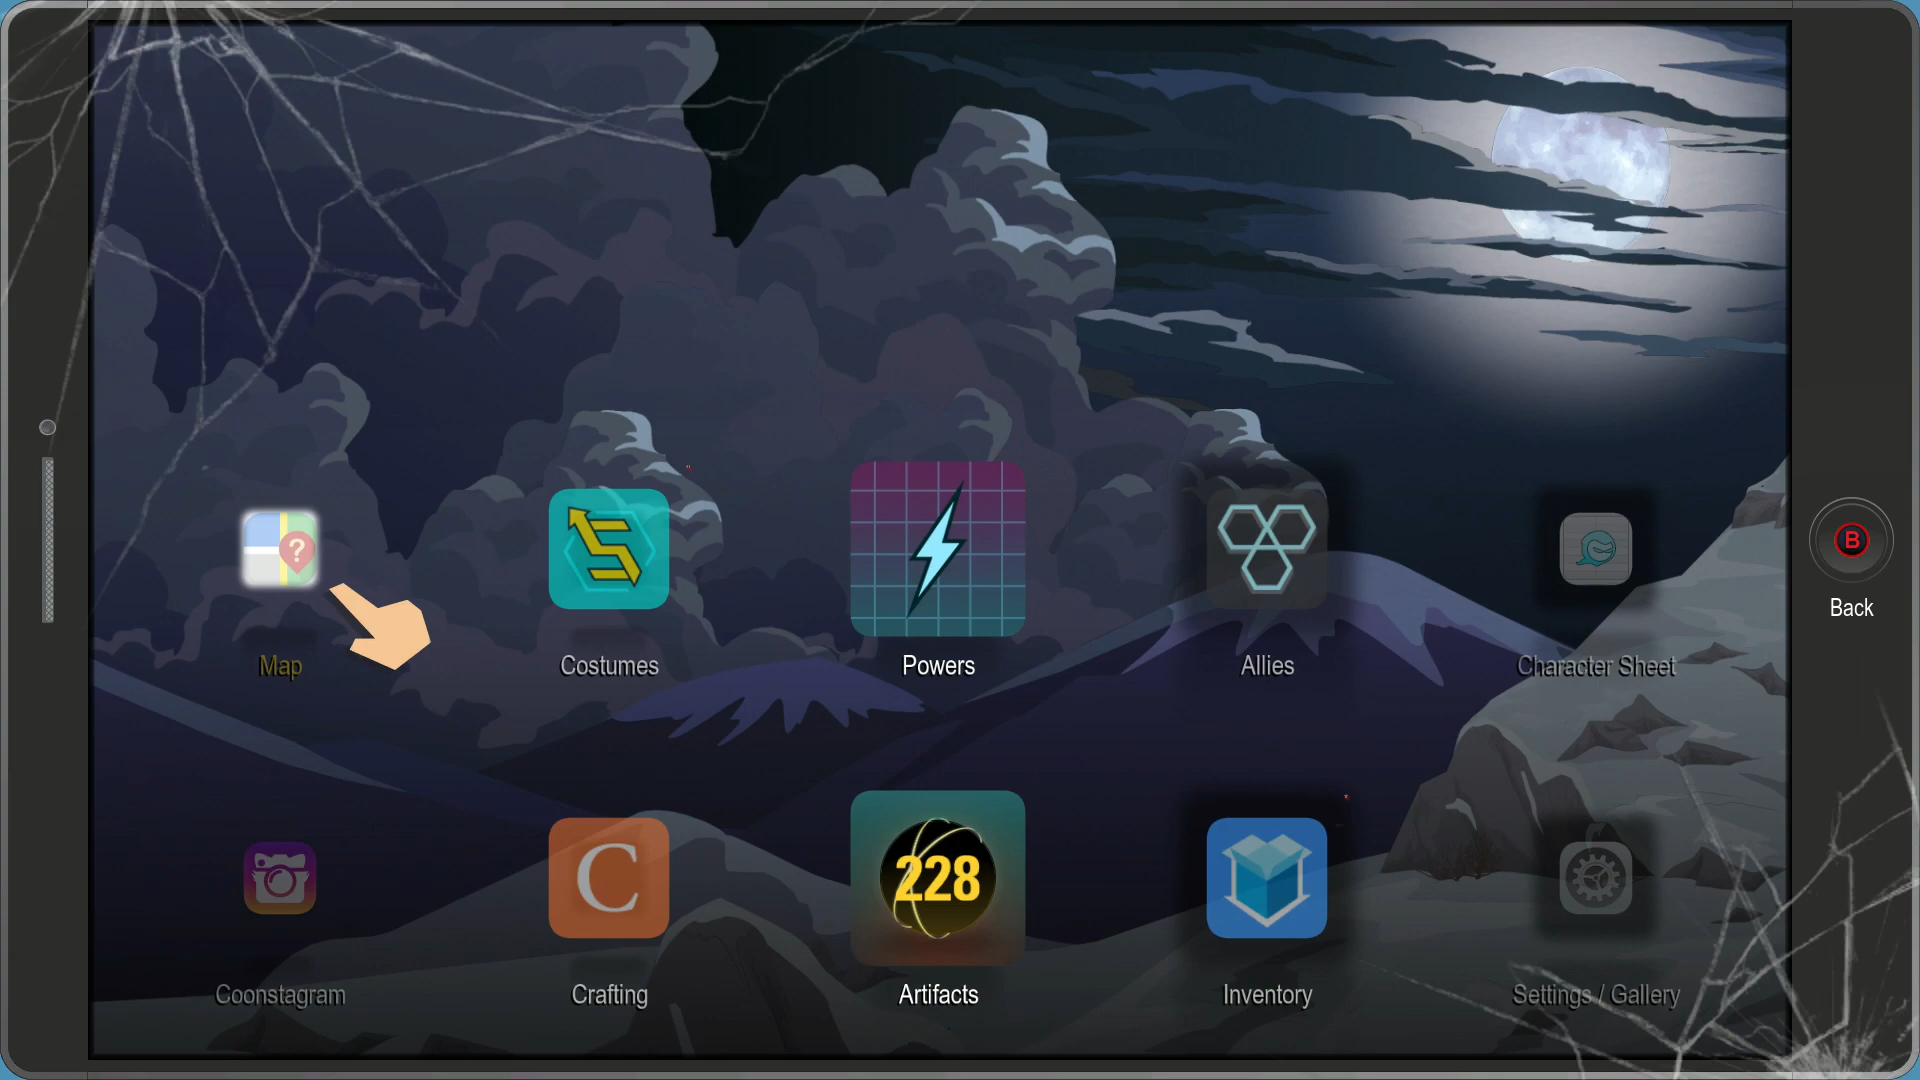 ?
Map
Costumes
Powers
Allies
Character Sheet
B
Back
C
228
Coonstagram
Crafting
Artifacts
Inventory
Settings / Gallery